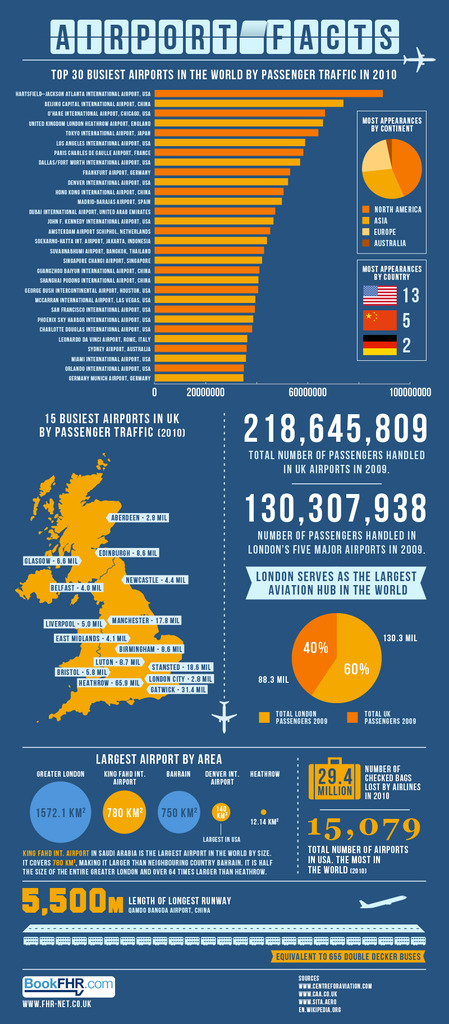 AIRPORT FACTS
TOP 30 BUSIEST AIRPORTS IN THE WORLD BY PASSENGER TRAFFIC IN 2010
HARTSFIELD-JACKSON ATLANTA INTERNATIONAL AIRPORT, USA
BEIJING CAPITAL INTERNATIONAL AIRPORT, CHINA
O'HARE INTERNATIONAL AIRPORT, CHICAGO, USA
UNITED KINGDOM LONDON HEATHROW AIRPORT, ENGLAND
TOKYO INTERNATIONAL AIRPORT, JAPAN
LOS ANGELES INTERNATIONAL AIRPORT, USA
PARIS CHARLES DE GAULLE AIRPORT, FRANCE
DALLAS/FORT WORTH INTERNATIONAL AIRPORT, USA
FRANKFURT AIRPORT, GERMANY
DENVER INTERNATIONAL AIRPORT, USA
HONG KONG INTERNATIONAL AIRPORT, CHINA
MADRID-BARAJAS AIRPORT, SPAIN
DUBAI INTERNATIONAL AIRPORT, UNITED ARAB EMIRATES
JOHN F. KENNEDY INTERNATIONAL AIRPORT, USA
AMSTERDAM AIRPORT SCHIPHOL, NETHERLANDS
SOEKARNO-HATTA INT. AIRPORT, JAKARTA, INDONESIA
SUVARNABHUMI AIRPORT, BANGKOK, THAILAND
SINGAPORE CHANGI AIRPORT, SINGAPORE
GUANGZHOU BAIYUN INTERNATIONAL AIRPORT, CHINA
SHANGHAI PUDONG INTERNATIONAL AIRPORT, CHINA
GEORGE BUSH INTERCONTINENTAL AIRPORT, HOUSTON, USA
MCCARRAN INTERNATIONAL AIRPORT, LAS VEGAS, USA
SAN FRANCISCO INTERNATIONAL AIRPORT, USA
PHOENIX SKY HARBOR INTERNATIONAL AIRPORT, USA
CHARLOTTE DOUGLAS INTERNATIONAL AIRPORT, USA
LEONARDO DA VINCI AIRPORT, ROME, ITALY
SYDNEY AIRPORT, AUSTRALIA
MIAMI INTERNATIONAL AIRPORT, USA
ORLANDO INTERNATIONAL AIRPORT, USA
GERMANY MUNICH AIRPORT, GERMANY
0 20000000 60000000 100000000
MOST APPEARANCES
BY CONTINENT
NORTH AMERICA
ASIA
EUROPE
AUSTRALIA
MOST APPEARANCES
BY COUNTRY
13
5
2
15 BUSIEST AIRPORTS IN UK
BY PASSENGER TRAFFIC (2010)
ABERDEEN - 2.8 MIL
EDINBURGH - 8.6 MIL
GLASGOW - 6.6 MIL
NEWCASTLE - 4.4 MIL
BELFAST - 4.0 MIL
MANCHESTER - 17.8 MIL
LIVERPOOL - 5.0 MIL
EAST MIDLANDS - 4.1 MIL
BIRMINGHAM - 8.6 MIL
LUTON - 8.7 MIL
STANSTED - 18.6 MIL
BRISTOL - 5.8 MIL
LONDON CITY - 2.8 MIL
HEATHROW - 65.9 MIL
GATWICK - 31.4 MIL
218,645,809
TOTAL NUMBER OF PASSENGERS HANDLED
IN UK AIRPORTS IN 2009.
130,307,938
NUMBER OF PASSENGERS HANDLED IN
LONDON'S FIVE MAJOR AIRPORTS IN 2009.
LONDON SERVES AS THE LARGEST
AVIATION HUB IN THE WORLD
40%
60%
130.3 MIL
88.3 MIL
TOTAL LONDON
PASSENGERS 2009
TOTAL UK
PASSENGERS 2009
LARGEST AIRPORT BY AREA
GREATER LONDON
KING FAHD INT.
AIRPORT
BAHRAIN
DENVER INT.
AIRPORT
HEATHROW
1572.1 KM²
780 KM²
750 KM²
140
KM²
12.14 KM²
LARGEST IN USA
KING FAHD INT. AIRPORT IN SAUDI ARABIA IS THE LARGEST AIRPORT IN THE WORLD BY SIZE.
IT COVERS 780 KM², MAKING IT LARGER THAN NEIGHBOURING COUNTRY BAHRAIN. IT IS HALF
THE SIZE OF THE ENTIRE GREATER LONDON AND OVER 64 TIMES LARGER THAN HEATHROW.
29.4
MILLION
NUMBER OF
CHECKED BAGS
LOST BY AIRLINES
IN 2010
15,079
TOTAL NUMBER OF AIRPORTS
IN USA. THE MOST IN
THE WORLD (2010)
5,500M
LENGTH OF LONGEST RUNWAY
QAMDO BANGDA AIRPORT, CHINA
EQUIVALENT TO 655 DOUBLE DECKER BUSES
BookFHR.com
WWW.FHR-NET.CO.UK
SOURCES
WWW.CENTREFORAVIATION.COM
WWW.CAA.CO.UK
WWW.SITA.AERO
EN.WIKIPEDIA.ORG